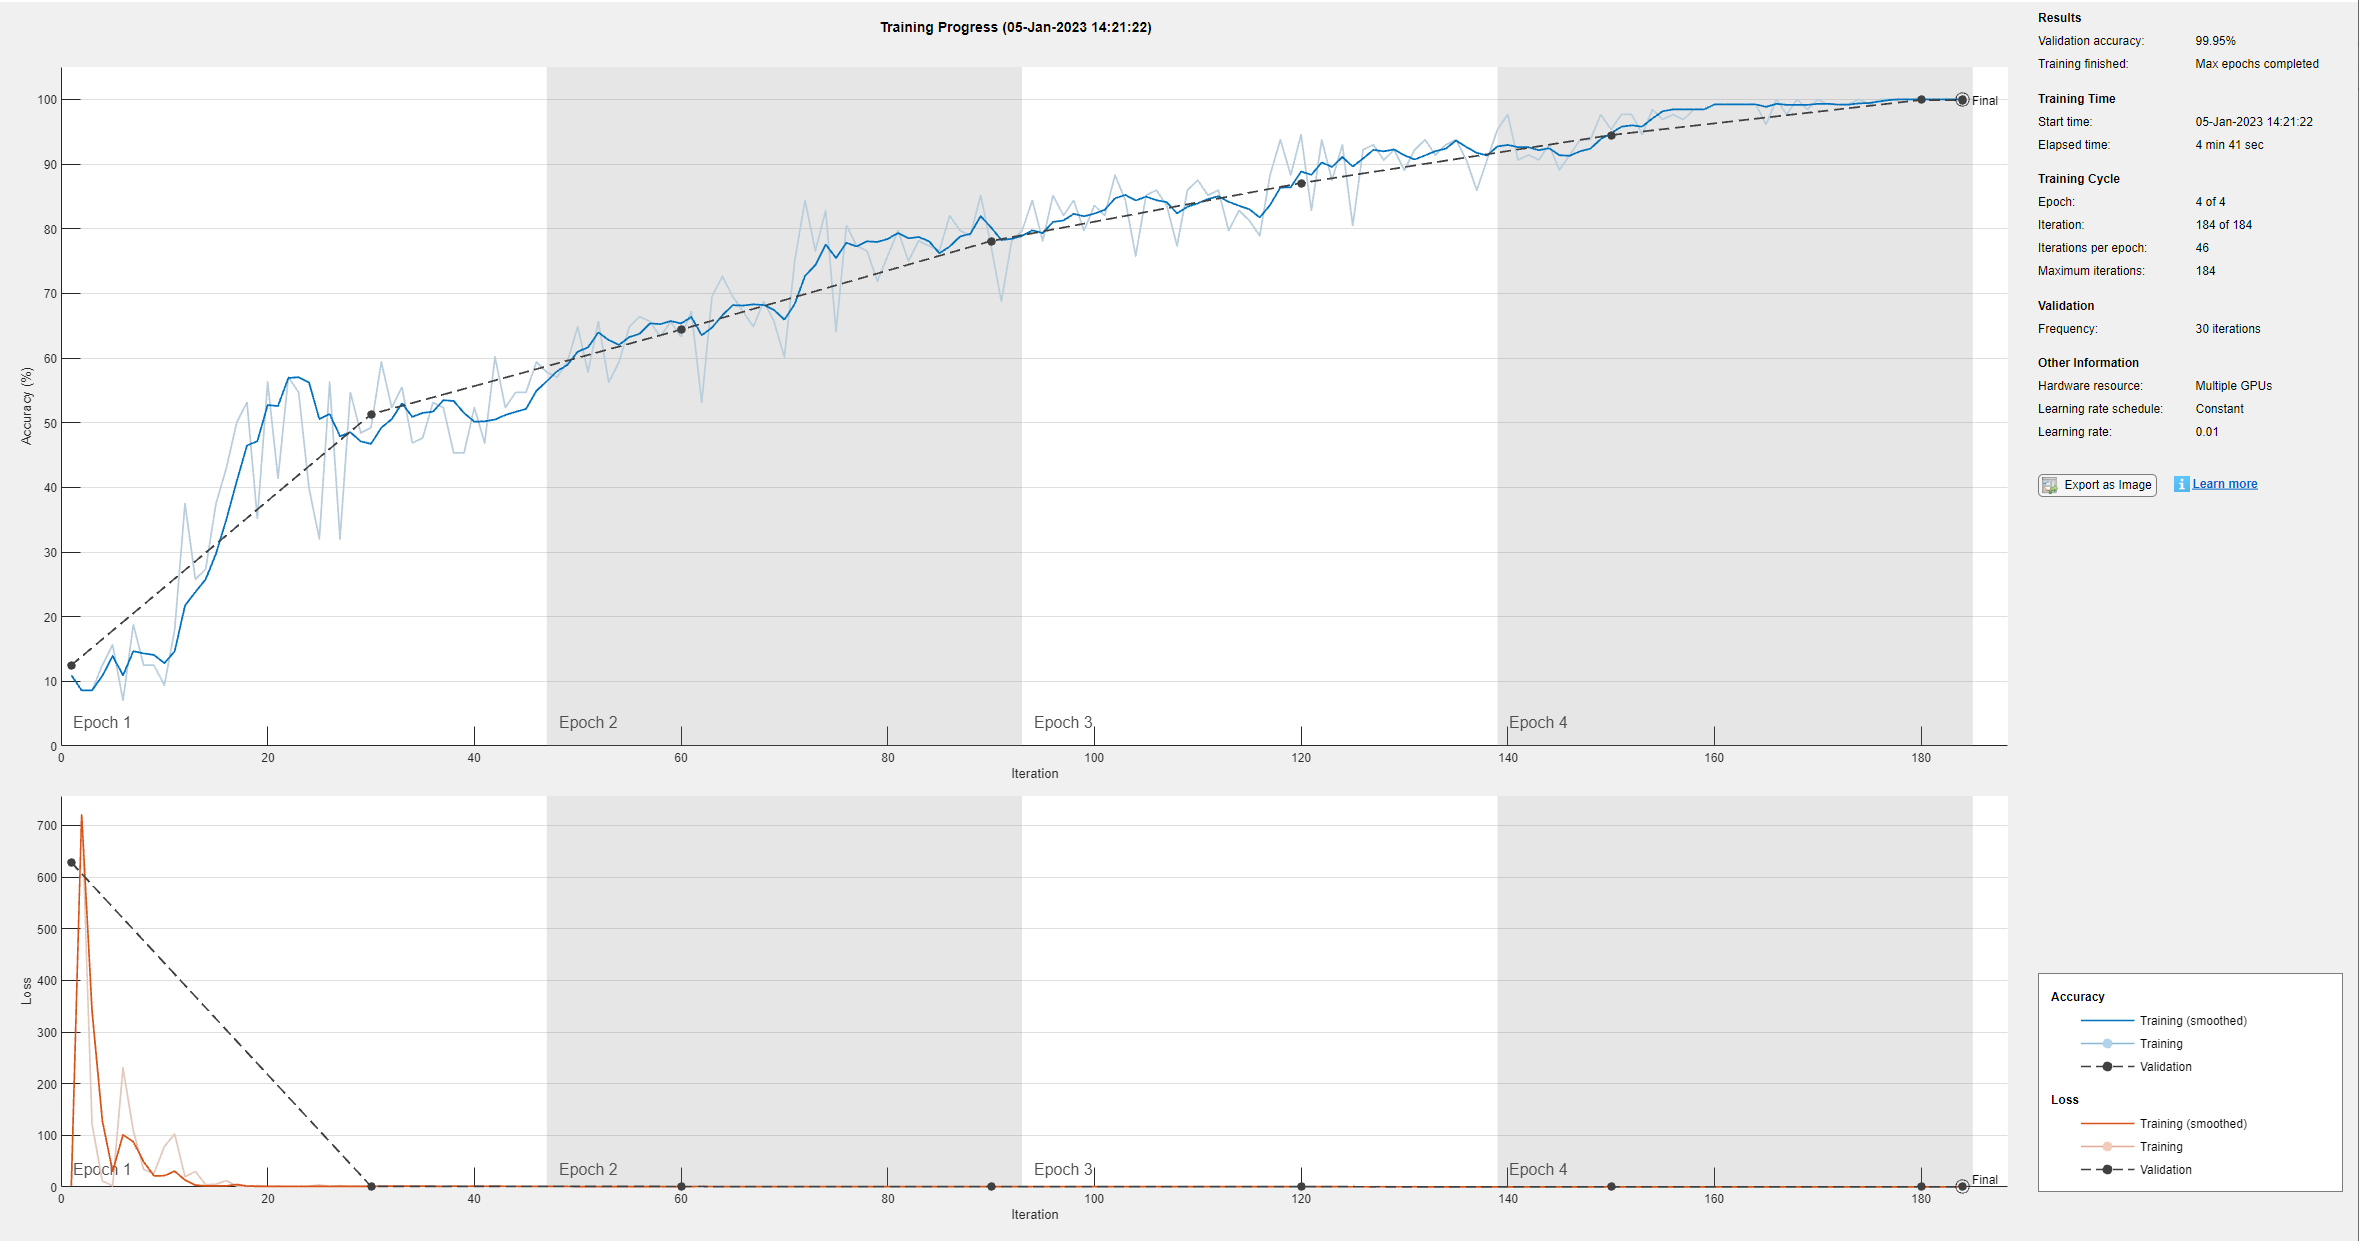 Training Progress (05-Jan-2023 14:21:22)
100
90
80
70
60
50
40
30
20
10
0
Accuracy (%)
Final
Epoch 1
Epoch 2
Epoch 3
Epoch 4
0 20 40 60 80 100 120 140 160 180
Iteration
700
600
500
400
300
200
100
0
Loss
Epoch 1
Epoch 2
Epoch 3
Epoch 4
Final
0 20 40 60 80 100 120 140 160 180
Iteration
Results
Validation accuracy: 99.95%
Training finished: Max epochs completed
Training Time
Start time: 05-Jan-2023 14:21:22
Elapsed time: 4 min 41 sec
Training Cycle
Epoch: 4 of 4
Iteration: 184 of 184
Iterations per epoch: 46
Maximum iterations: 184
Validation
Frequency: 30 iterations
Other Information
Hardware resource: Multiple GPUs
Learning rate schedule: Constant
Learning rate: 0.01
Export as Image
i Learn more
Accuracy
Training (smoothed)
Training
Validation
Loss
Training (smoothed)
Training
Validation